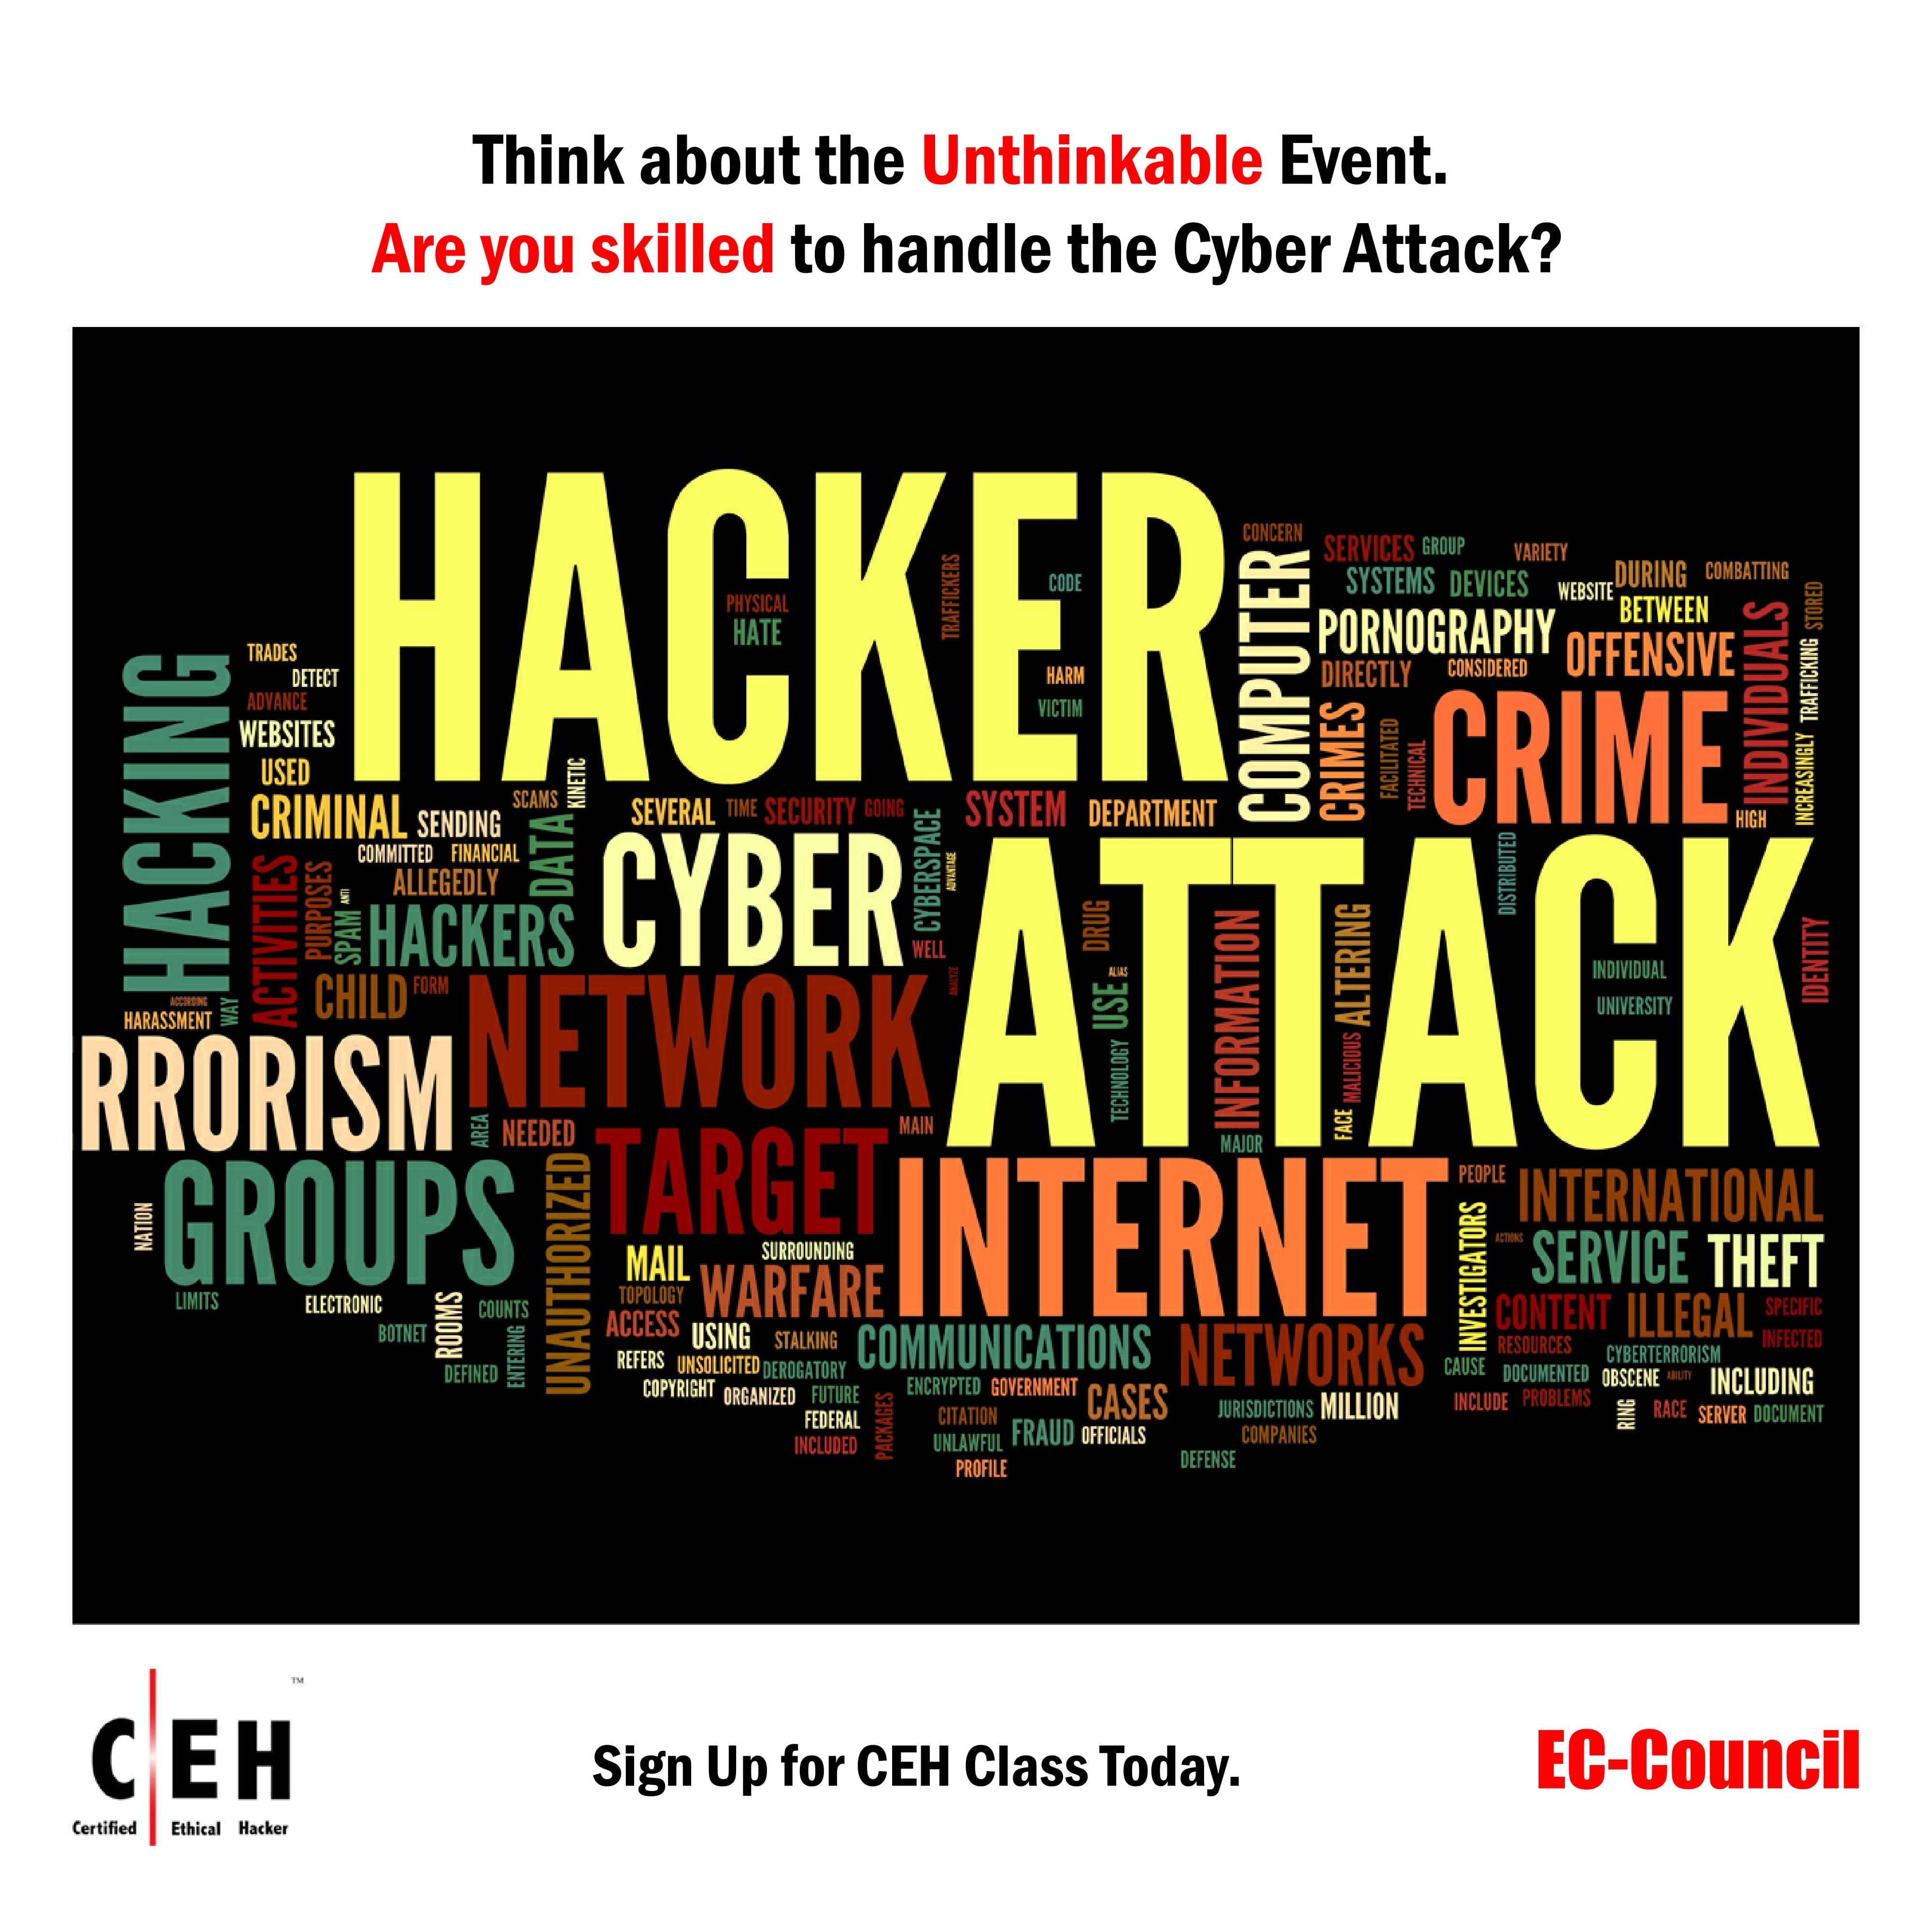 Think about the Unthinkable Event.
Are you skilled to handle the Cyber Attack?
HACKER
CONCERN
SERVICES GROUP
VARIETY
SYSTEMS DEVICES
WEBSITE
DURING
COMBATTING
BETWEEN
STORED
TRAFFICKERS
CODE
PHYSICAL
HATE
HARM
VICTIM
COMPUTER
PORNOGRAPHY
OFFENSIVE
DIRECTLY
CONSIDERED
INDIVIDUALS
TRAFFICKING
INCREASINGLY
CRIMES
FACILITATED
TECHNICAL
CRIME
HIGH
HACKING
TRADES
DETECT
ADVANCE
WEBSITES
USED
CRIMINAL
SENDING
SCAMS
KINETIC
SEVERAL
TIME
SECURITY
GOING
SYSTEM
DEPARTMENT
COMMITTED
FINANCIAL
DATA
ALLEGEDLY
CYBER
CYBERSPACE
ADVANTAGE
ATTACK
DISTRIBUTED
ACTIVITIES
PURPOSES
ANTI
SPAM
HACKERS
WELL
DRUG
ALIAS
USE
TECHNOLOGY
INFORMATION
MAJOR
ALTERING
MALICIOUS
FACE
INDIVIDUAL
UNIVERSITY
IDENTITY
CHILD
FORM
ACCORDING
HARASSMENT
WAY
NETWORK
ANALYZE
RRORISM
AREA
NEEDED
MAIN
TARGET
INTERNET
PEOPLE
INTERNATIONAL
NATION
GROUPS
UNAUTHORIZED
MAIL
SURROUNDING
TOPOLOGY
WARFARE
INVESTIGATORS
ACTIONS
SERVICE
THEFT
LIMITS
ELECTRONIC
ROOMS
COUNTS
BOTNET
ENTERING
DEFINED
ACCESS
USING
STALKING
COMMUNICATIONS
NETWORKS
CONTENT
ILLEGAL
SPECIFIC
RESOURCES
INFECTED
REFERS
UNSOLICITED
DEROGATORY
CYBERTERRORISM
CAUSE
DOCUMENTED
OBSCENE
ABILITY
INCLUDING
COPYRIGHT
ORGANIZED
FUTURE
ENCRYPTED
GOVERNMENT
CASES
JURISDICTIONS
MILLION
INCLUDE
PROBLEMS
RING
RACE
SERVER
DOCUMENT
FEDERAL
PACKAGES
CITATION
FRAUD
OFFICIALS
COMPANIES
INCLUDED
UNLAWFUL
DEFENSE
PROFILE
CEH
TM
Certified Ethical Hacker
Sign Up for CEH Class Today.
EC-Council